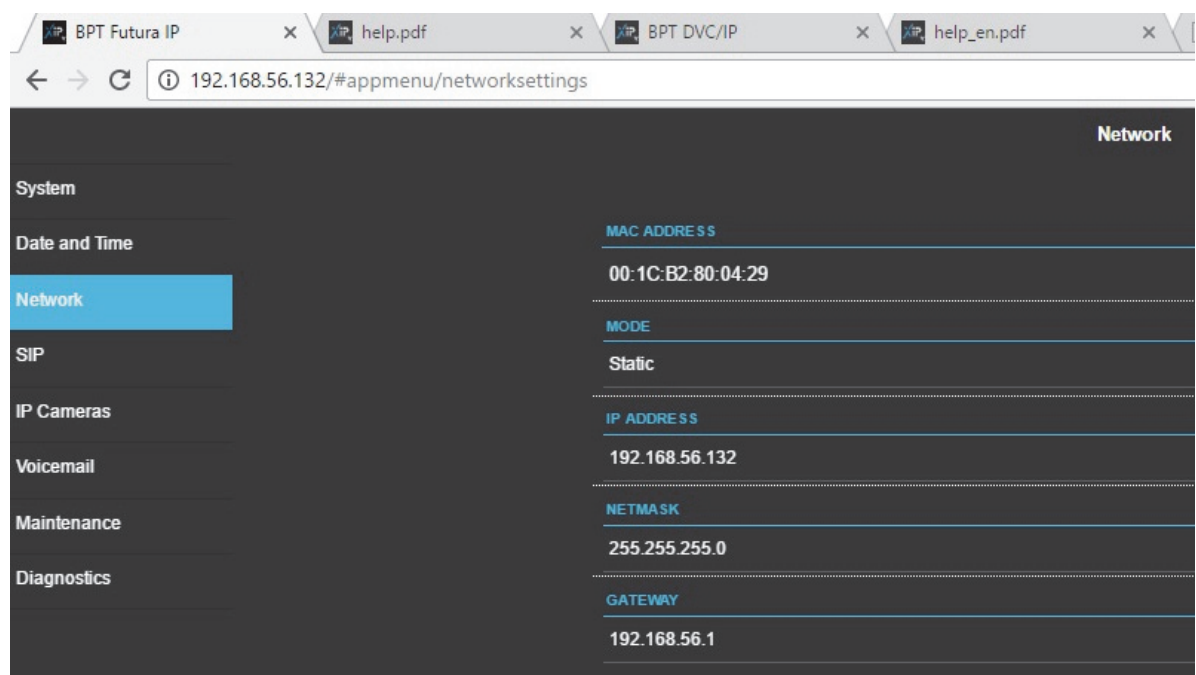 BPT Futura IP
help.pdf
BPT DVC/IP
help_en.pdf
192.168.56.132/#appmenu/networksettings
Network
System
Date and Time
Network
SIP
IP Cameras
Voicemail
Maintenance
Diagnostics
MAC ADDRESS
00:1C:B2:80:04:29
MODE
Static
IP ADDRESS
192.168.56.132
NETMASK
255.255.255.0
GATEWAY
192.168.56.1